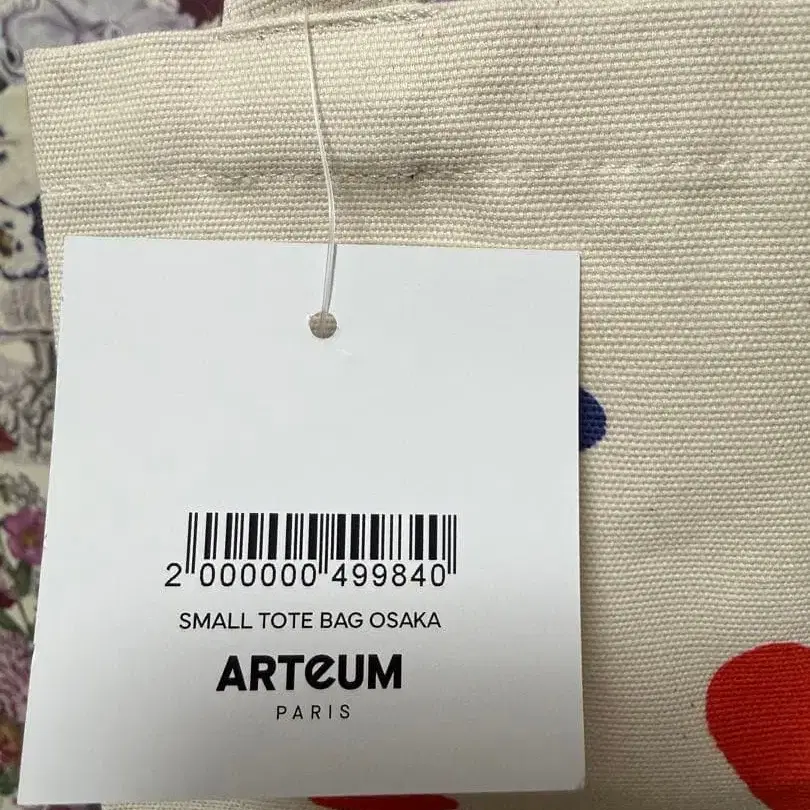 2 000000 499840
SMALL TOTE BAG OSAKA
ARTeUM
PARIS